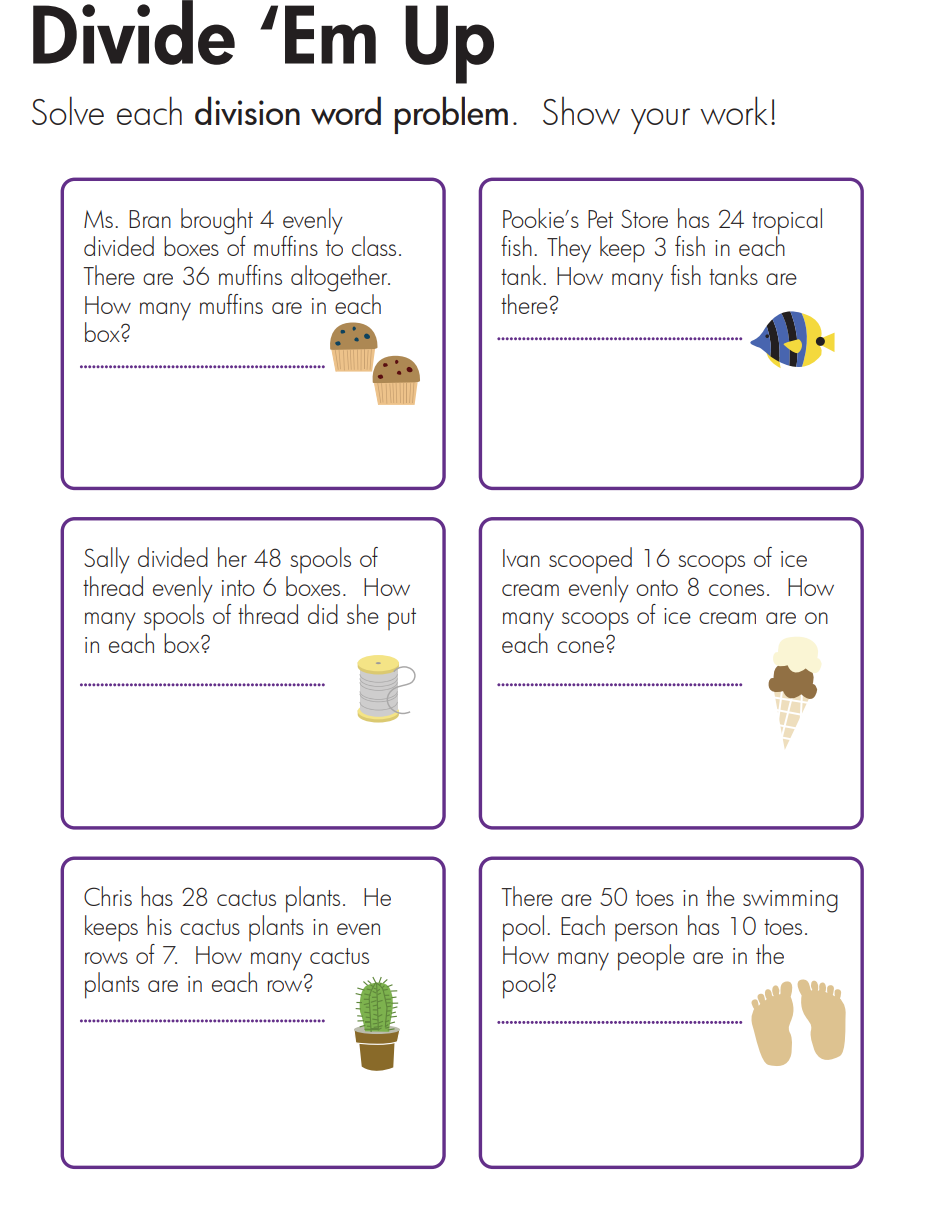 Divide ‘Em Up
Solve each division word problem.  Show your work!
Ms. Bran brought 4 evenly
divided boxes of muffins to class.
There are 36 muffins altogether.
How many muffins are in each
box?
Pookie’s Pet Store has 24 tropical
fish. They keep 3 fish in each
tank. How many fish tanks are
there?
Sally divided her 48 spools of
thread evenly into 6 boxes.  How
many spools of thread did she put
in each box?
Ivan scooped 16 scoops of ice
cream evenly onto 8 cones.  How
many scoops of ice cream are on
each cone?
Chris has 28 cactus plants.  He
keeps his cactus plants in even
rows of 7.  How many cactus
plants are in each row?
There are 50 toes in the swimming
pool. Each person has 10 toes.
How many people are in the
pool?